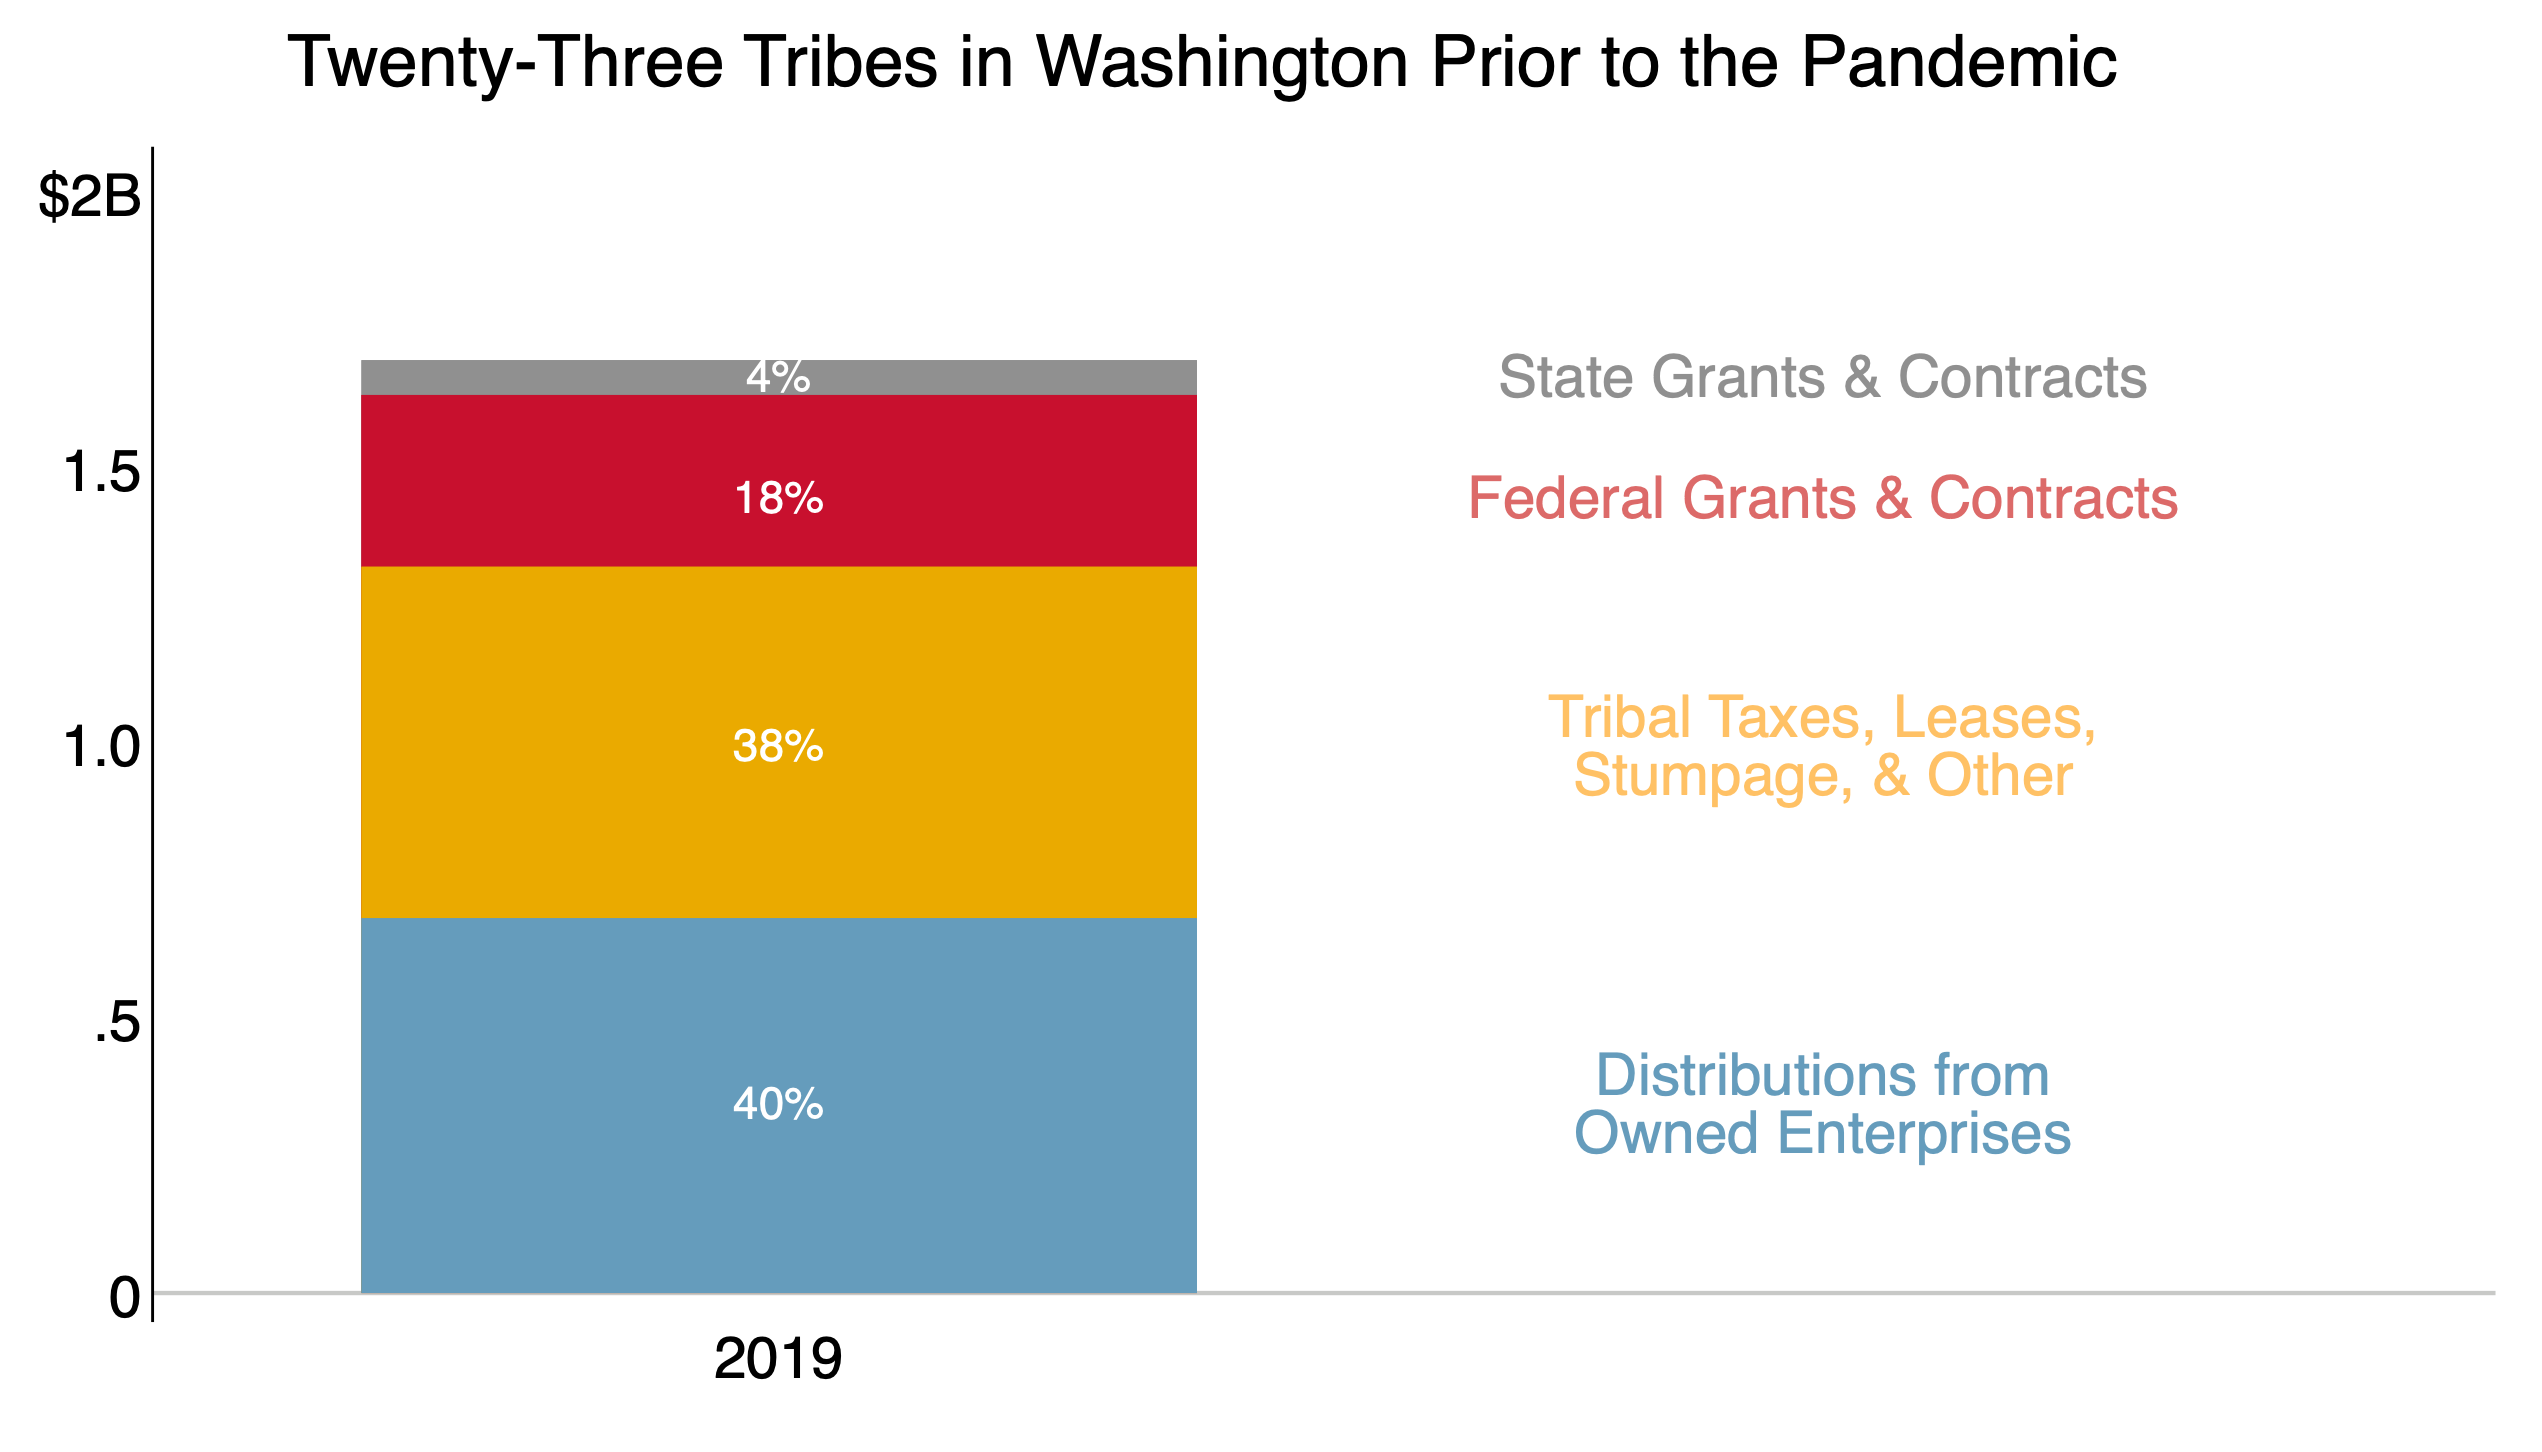 Twenty-Three Tribes in Washington Prior to the Pandemic
$2B
1.5
1.0
.5
0
4%
18%
38%
40%
State Grants & Contracts
Federal Grants & Contracts
Tribal Taxes, Leases,
Stumpage, & Other
Distributions from
Owned Enterprises
2019